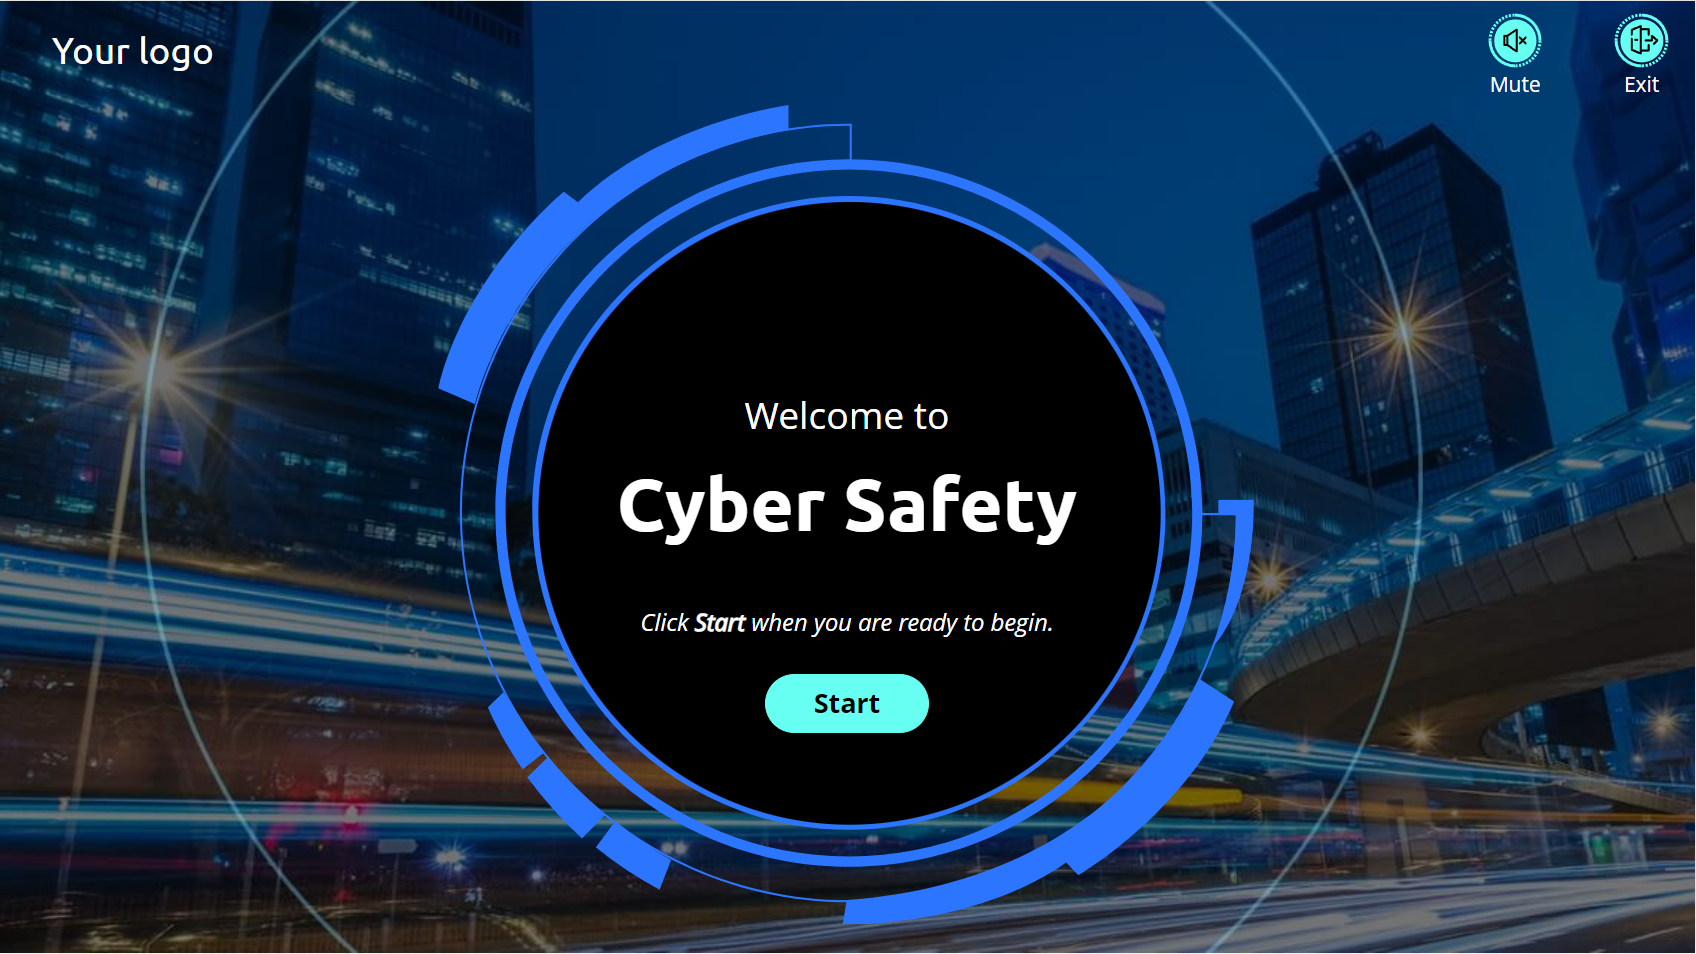 Your logo
Mute
Exit
Welcome to
Cyber Safety
Click Start when you are ready to begin.
Start